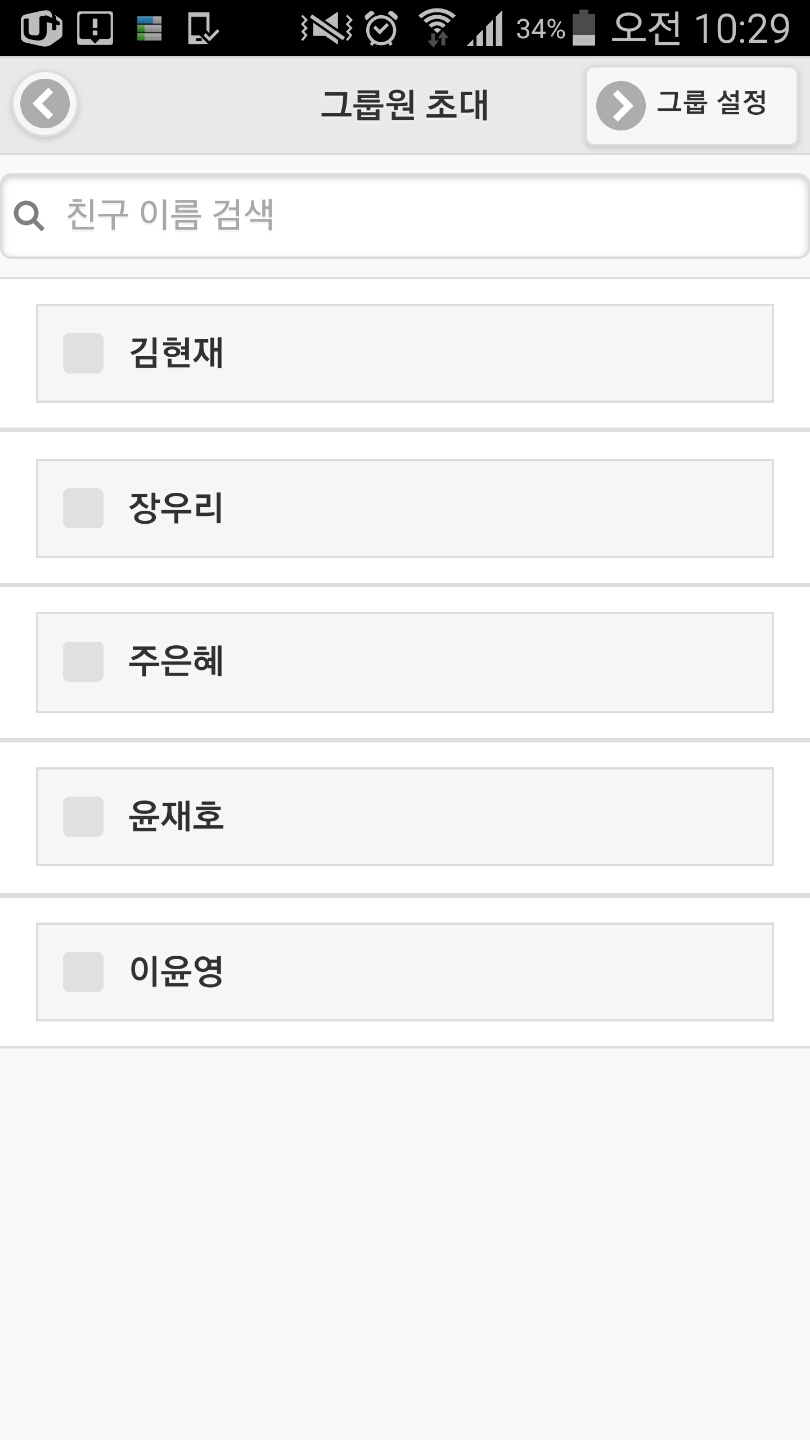 34% 오전 10:29
그룹원 초대
그룹 설정
친구 이름 검색
김현재
장우리
주은혜
윤재호
이윤영